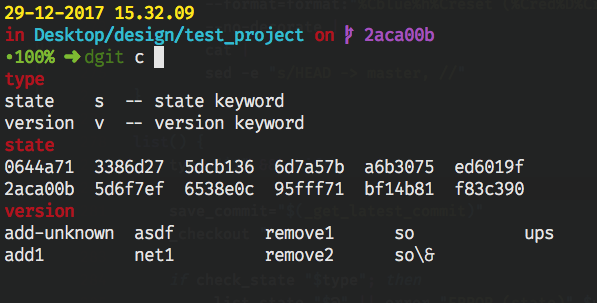 29-12-2017 15.32.09
in Desktop/design/test_project on 2aca00b
•100% ➜dgit c
type
state    s  -- state keyword
version  v  -- version keyword
state
0644a71  3386d27  5dcb136  6d7a57b  a6b3075  ed6019f
2aca00b  5d6f7ef  6538e0c  95fff71  bf14b81  f83c390
version
add-unknown  asdf         remove1      so           ups
add1         net1         remove2      so\&